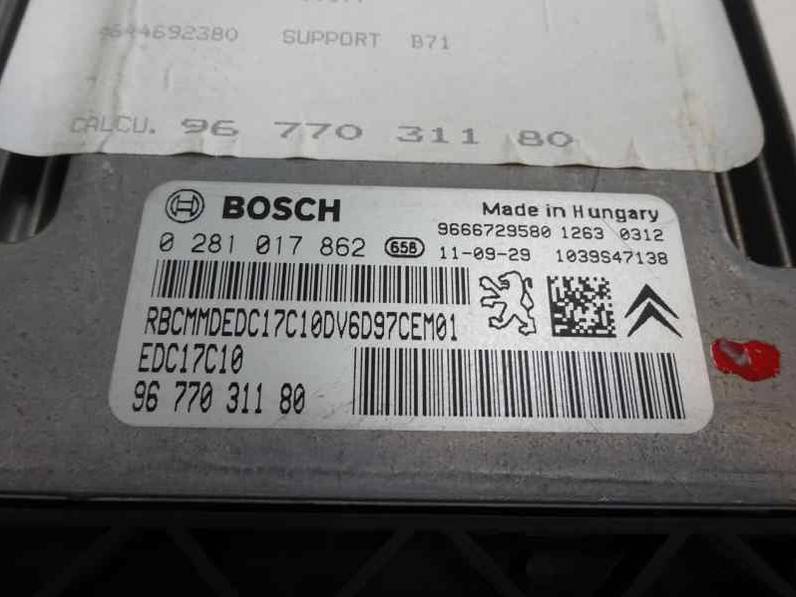 9644692380 SUPPORT B71
CALCU. 96 770 311 80
BOSCH
Made in Hungary
9666729580 1263 0312
0 281 017 862 658 11-09-29 1039S47138
RBCMMDEDC17C10DV6D97CEM01
EDC17C10
96 770 311 80